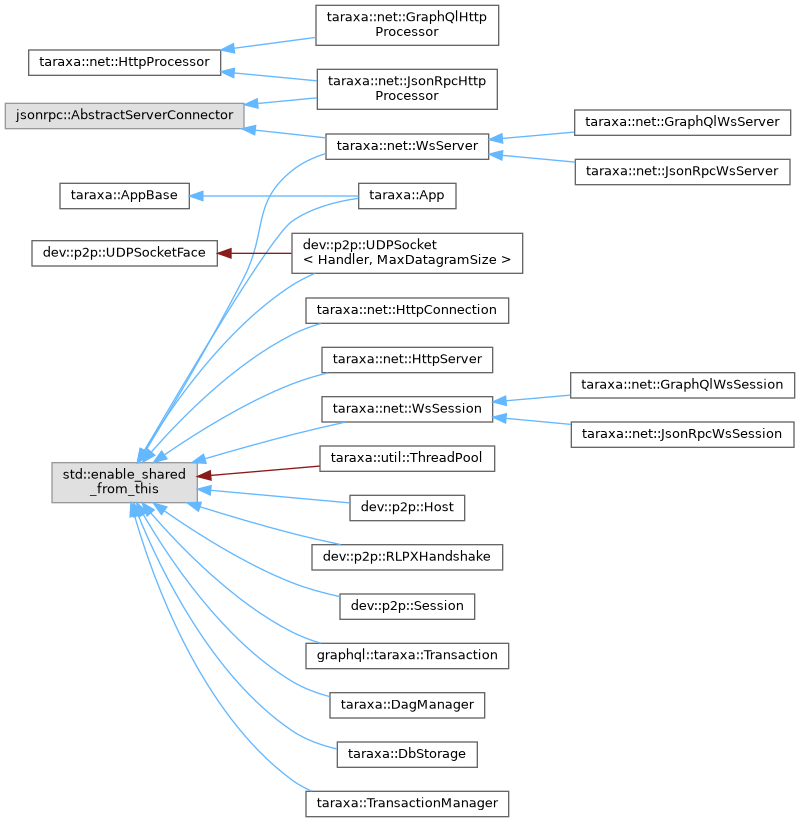 taraxa::net::GraphQlHttp
Processor
taraxa::net::HttpProcessor
taraxa::net::JsonRpcHttp
Processor
jsonrpc::AbstractServerConnector
taraxa::net::GraphQlWsServer
taraxa::net::WsServer
taraxa::net::JsonRpcWsServer
taraxa::AppBase
taraxa::App
dev::p2p::UDPSocketFace
dev::p2p::UDPSocket
< Handler, MaxDatagramSize >
taraxa::net::HttpConnection
taraxa::net::HttpServer
taraxa::net::GraphQlWsSession
taraxa::net::WsSession
taraxa::net::JsonRpcWsSession
taraxa::util::ThreadPool
std::enable_shared
_from_this
dev::p2p::Host
dev::p2p::RLPXHandshake
dev::p2p::Session
graphql::taraxa::Transaction
taraxa::DagManager
taraxa::DbStorage
taraxa::TransactionManager